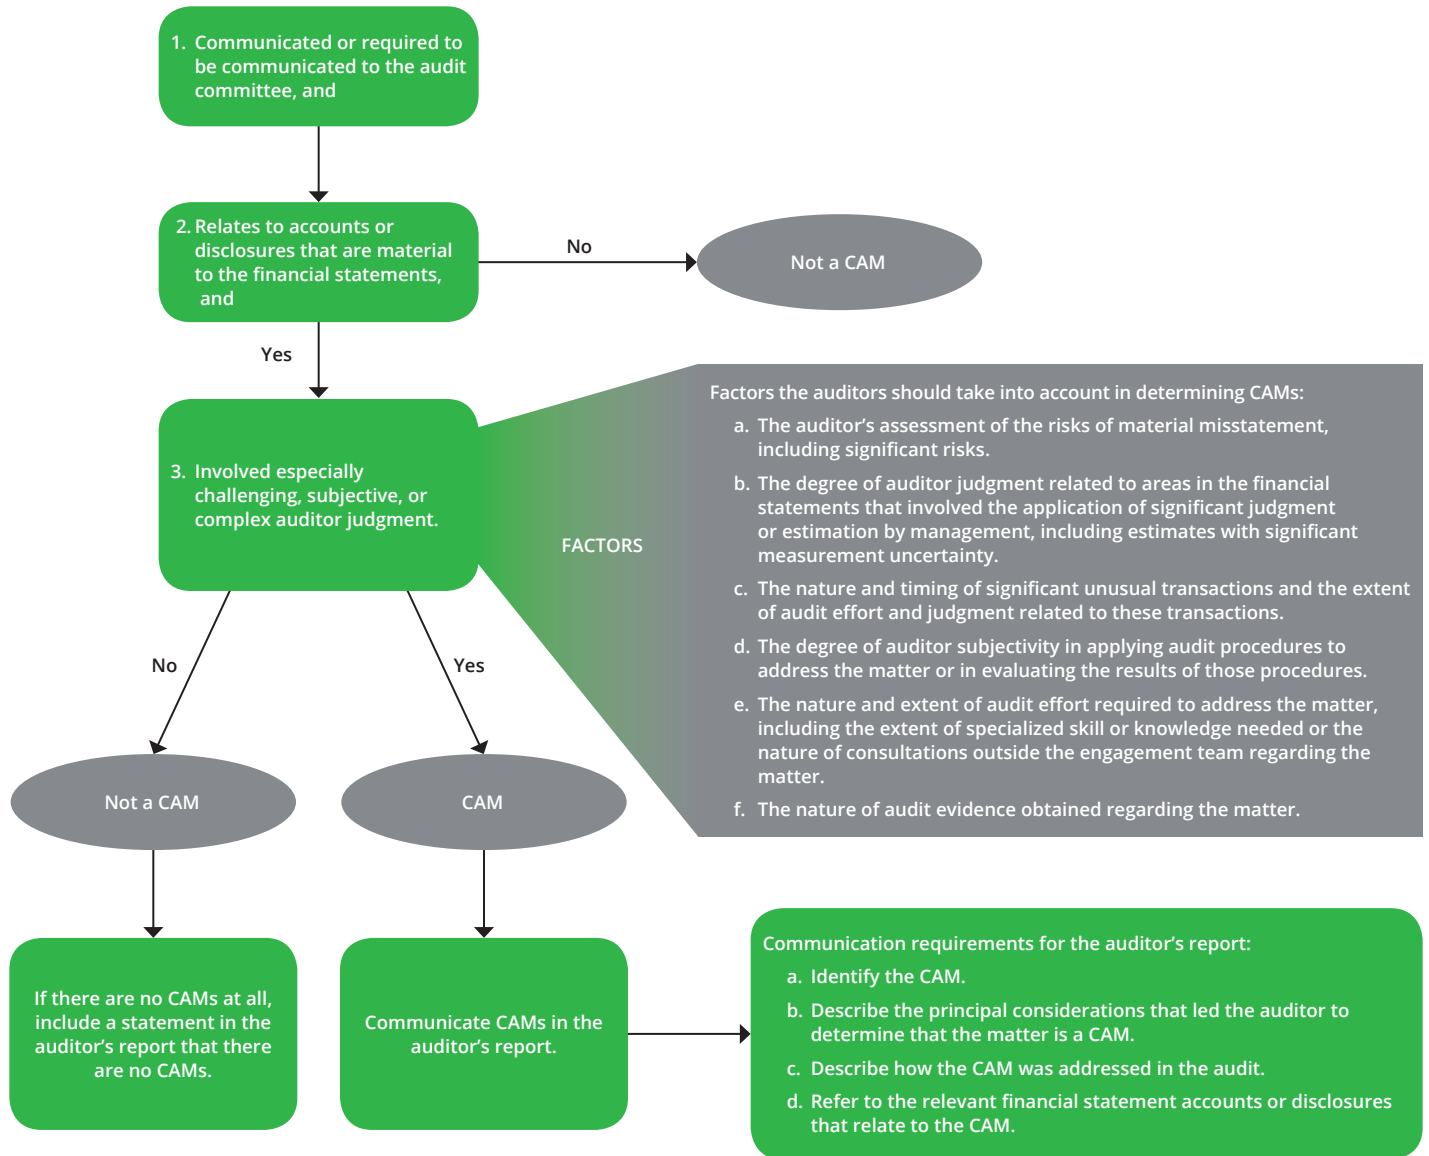 1. Communicated or required to
be communicated to the audit
committee, and
2. Relates to accounts or
disclosures that are material
to the financial statements,
and
No
Not a CAM
Yes
3. Involved especially
challenging, subjective, or
complex auditor judgment.
FACTORS
Factors the auditors should take into account in determining CAMs:
a. The auditor’s assessment of the risks of material misstatement,
including significant risks.
b. The degree of auditor judgment related to areas in the financial
statements that involved the application of significant judgment
or estimation by management, including estimates with significant
measurement uncertainty.
c. The nature and timing of significant unusual transactions and the extent
of audit effort and judgment related to these transactions.
d. The degree of auditor subjectivity in applying audit procedures to
address the matter or in evaluating the results of those procedures.
e. The nature and extent of audit effort required to address the matter,
including the extent of specialized skill or knowledge needed or the
nature of consultations outside the engagement team regarding the
matter.
f. The nature of audit evidence obtained regarding the matter.
No
Yes
Not a CAM
CAM
If there are no CAMs at all,
include a statement in the
auditor’s report that there
are no CAMs.
Communicate CAMs in the
auditor’s report.
Communication requirements for the auditor’s report:
a. Identify the CAM.
b. Describe the principal considerations that led the auditor to
determine that the matter is a CAM.
c. Describe how the CAM was addressed in the audit.
d. Refer to the relevant financial statement accounts or disclosures
that relate to the CAM.